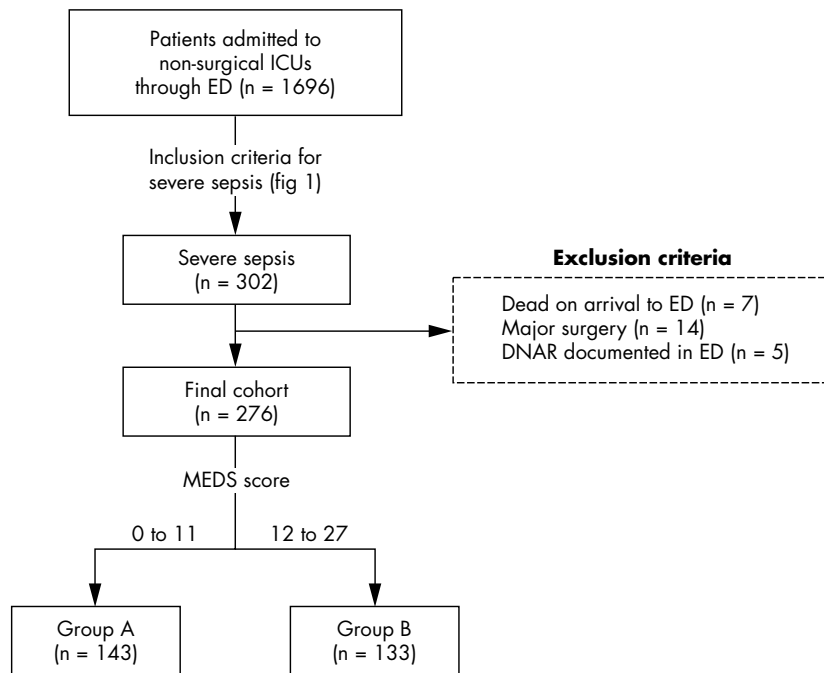 Patients admitted to
non-surgical ICUs
through ED (n = 1696)
Inclusion criteria for
severe sepsis (fig 1)
Severe sepsis
(n = 302)
Exclusion criteria
Dead on arrival to ED (n = 7)
Major surgery (n = 14)
DNAR documented in ED (n = 5)
Final cohort
(n = 276)
MEDS score
0 to 11
12 to 27
Group A
(n = 143)
Group B
(n = 133)